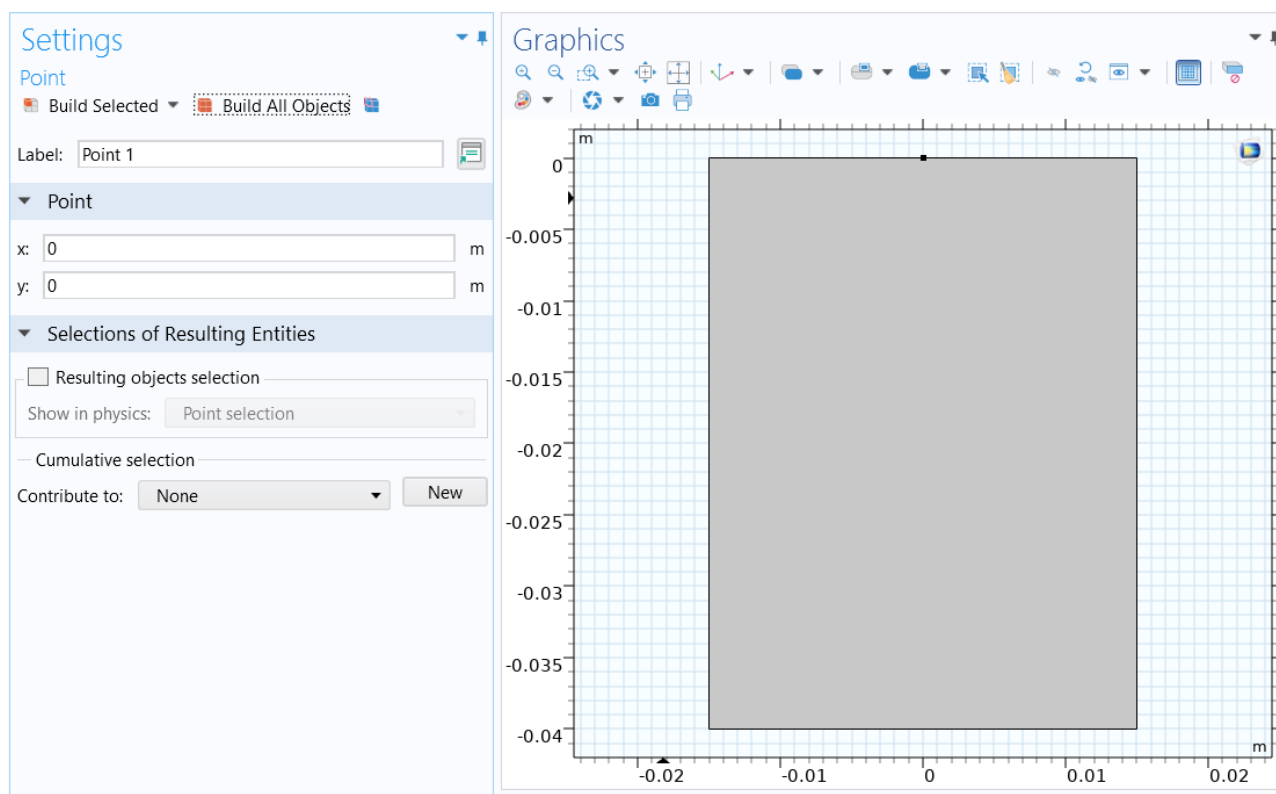 Settings
Point
Build Selected
Build All Objects
Label: Point 1
Point
x: 0 m
y: 0 m
Selections of Resulting Entities
Resulting objects selection
Show in physics: Point selection
Cumulative selection
Contribute to: None New
Graphics
m
0
-0.005
-0.01
-0.015
-0.02
-0.025
-0.03
-0.035
-0.04
m
-0.02 -0.01 0 0.01 0.02